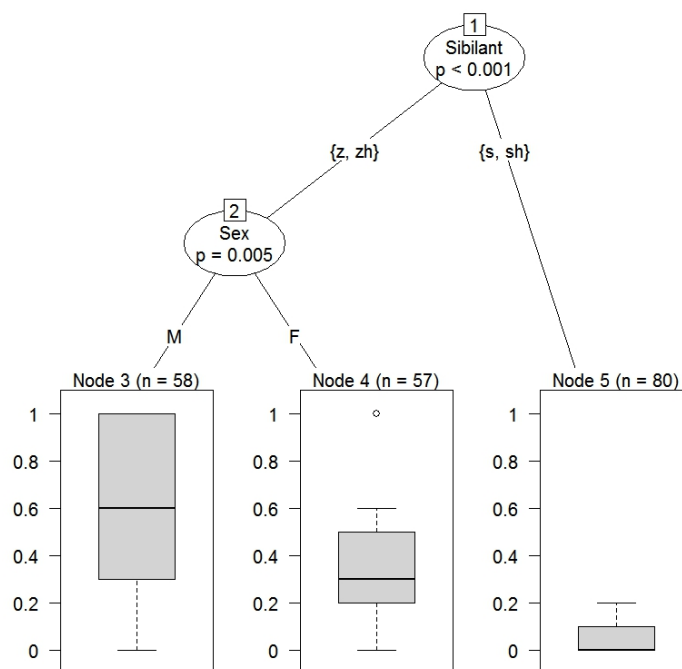 1
Sibilant
p < 0.001
{z, zh}
{s, sh}
2
Sex
p = 0.005
M
F
Node 3 (n = 58)
1
0.8
0.6
0.4
0.2
0
Node 4 (n = 57)
1
0.8
0.6
0.4
0.2
0
Node 5 (n = 80)
1
0.8
0.6
0.4
0.2
0